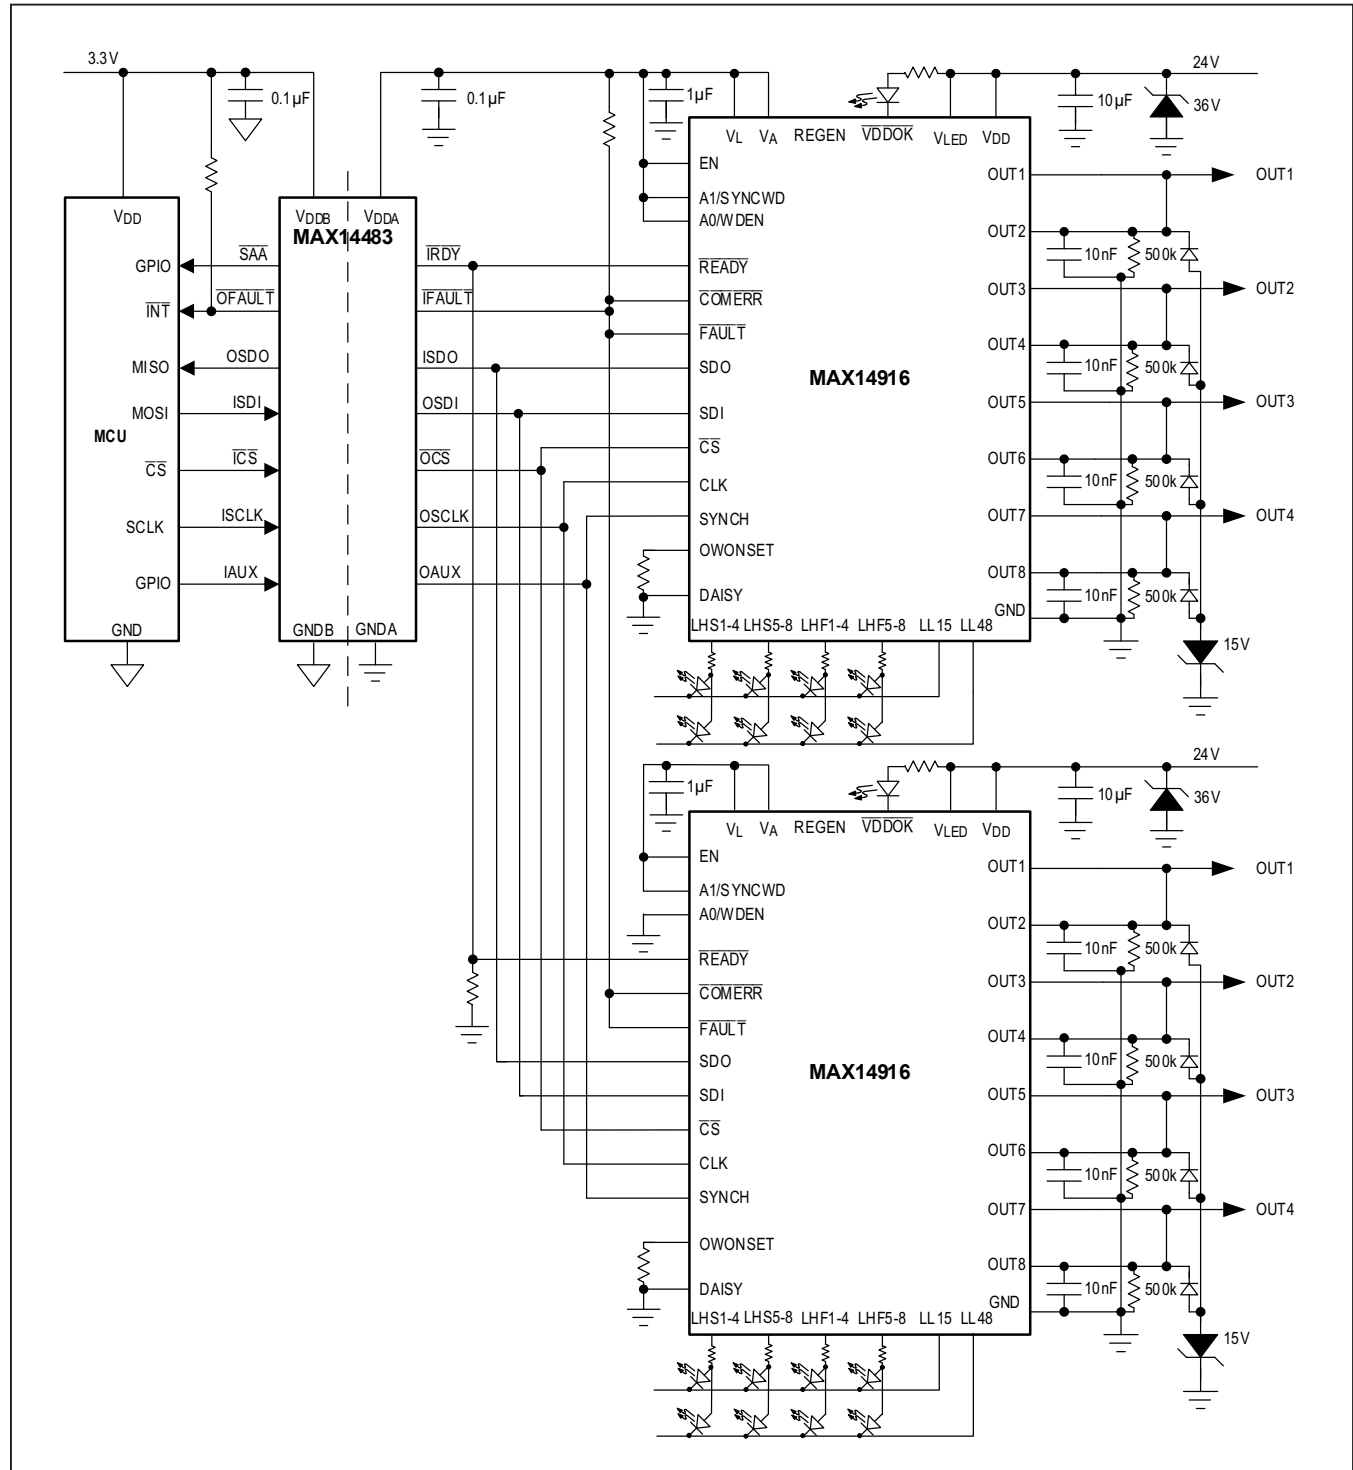 3.3V
24V
0.1µF
0.1µF
1µF
10µF
36V
VL VA REGEN VDDOK VLED VDD
EN
A1/SYNCWD
A0/WDEN
READY
COMERR
FAULT
SDO
SDI
CS
CLK
SYNCH
OWONSET
DAISY
LHS1-4 LHS5-8 LHF1-4 LHF5-8 LL15 LL48
MAX14916
OUT1
OUT2
OUT3
OUT4
OUT5
OUT6
OUT7
OUT8
GND
OUT1
10nF 500k
OUT2
10nF 500k
OUT3
10nF 500k
OUT4
10nF 500k
15V
VDD
GPIO
INT
MISO
MOSI
MCU
CS
SCLK
GPIO
GND
SAA
OFAULT
OSDO
ISDI
ICS
ISCLK
IAUX
VDDB VDDA
MAX14483
GNDB GNDA
IRDY
IFAULT
ISDO
OSDI
OCS
OSCLK
OAUX
24V
1µF
10µF
36V
VL VA REGEN VDDOK VLED VDD
EN
A1/SYNCWD
A0/WDEN
READY
COMERR
FAULT
SDO
SDI
CS
CLK
SYNCH
OWONSET
DAISY
LHS1-4 LHS5-8 LHF1-4 LHF5-8 LL15 LL48
MAX14916
OUT1
OUT2
OUT3
OUT4
OUT5
OUT6
OUT7
OUT8
GND
OUT1
10nF 500k
OUT2
10nF 500k
OUT3
10nF 500k
OUT4
10nF 500k
15V